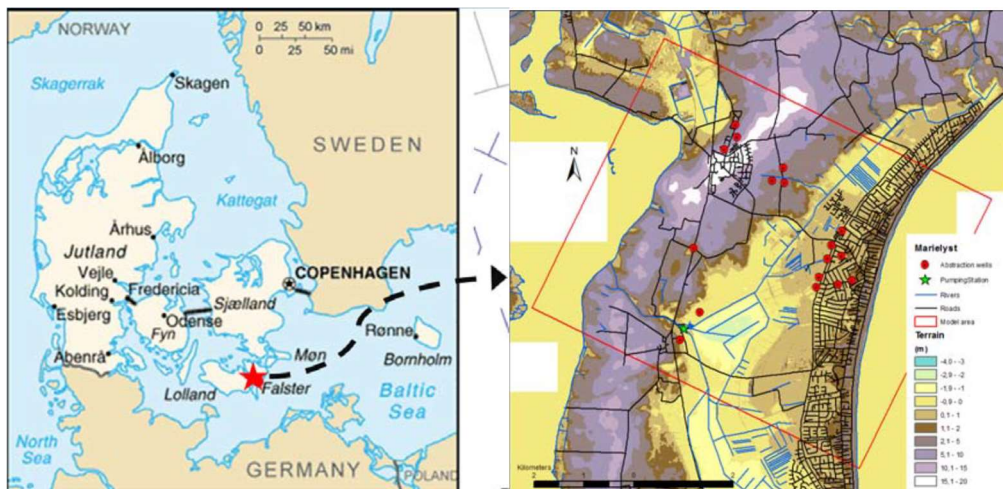 NORWAY
0 25 50 km
0 25 50 mi
Skagerrak
Skagen
SWEDEN
Ålborg
Kattegat
Århus
Jutland
Vejle
COPENHAGEN
Kolding
Fredericia
Sjælland
Esbjerg
Odense
Fyn
Rønne
Åbenrå
Møn
Bornholm
Lolland
Falster
Baltic
Sea
North
Sea
GERMANY
POLAND
N
Marielyst
Abstraction wells
PumpingStation
Rivers
Roads
Model area
Terrain
(m)
-4,0 - -3
-2,9 - -2
-1,9 - -1
-0,9 - 0
0,1 - 1
1,1 - 2
2,1 - 5
5,1 - 10
10,1 - 15
15,1 - 20
Kilometers
2